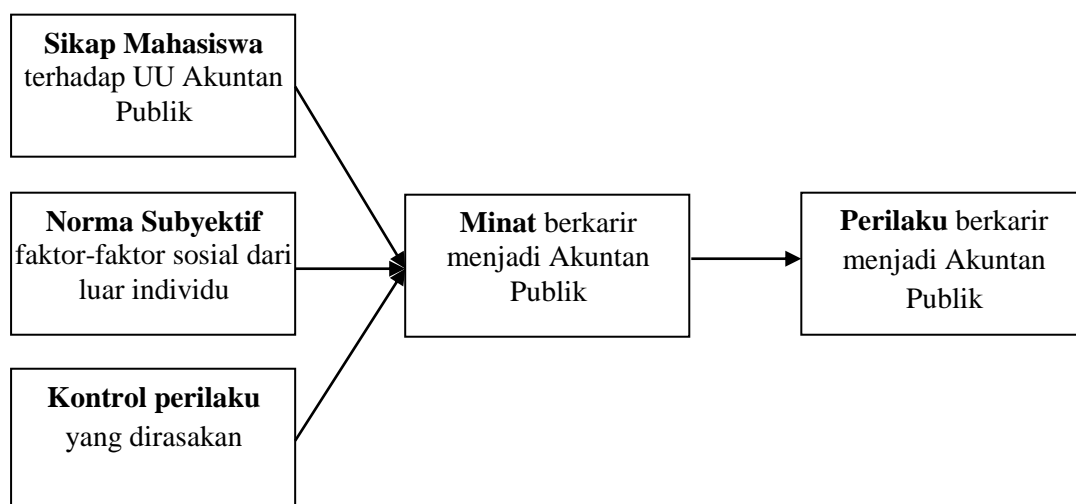 Sikap Mahasiswa
terhadap UU Akuntan
Publik
Norma Subyektif
faktor-faktor sosial dari
luar individu
Kontrol perilaku
yang dirasakan
Minat berkarir
menjadi Akuntan
Publik
Perilaku berkarir
menjadi Akuntan
Publik